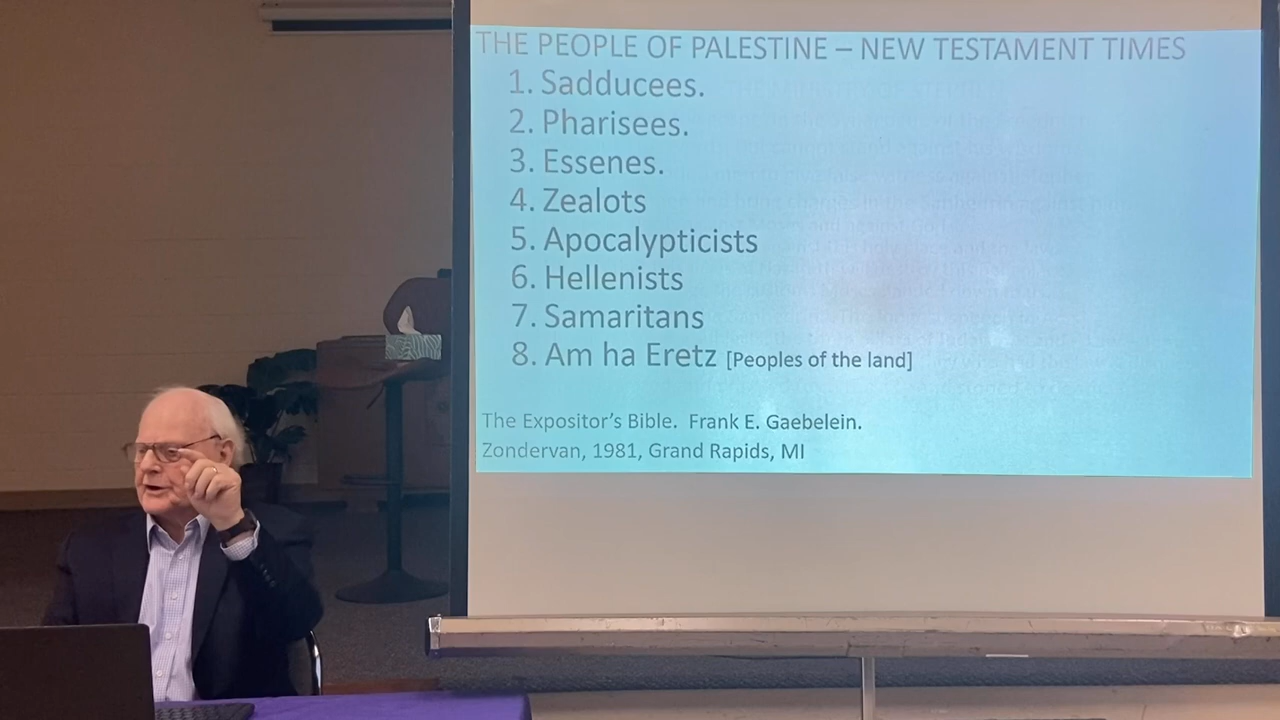 THE PEOPLE OF PALESTINE – NEW TESTAMENT TIMES
1. Sadducees.
2. Pharisees.
3. Essenes.
4. Zealots
5. Apocalypticists
6. Hellenists
7. Samaritans
8. Am ha Eretz [Peoples of the land]
The Expositor's Bible. Frank E. Gaebelein.
Zondervan, 1981, Grand Rapids, MI